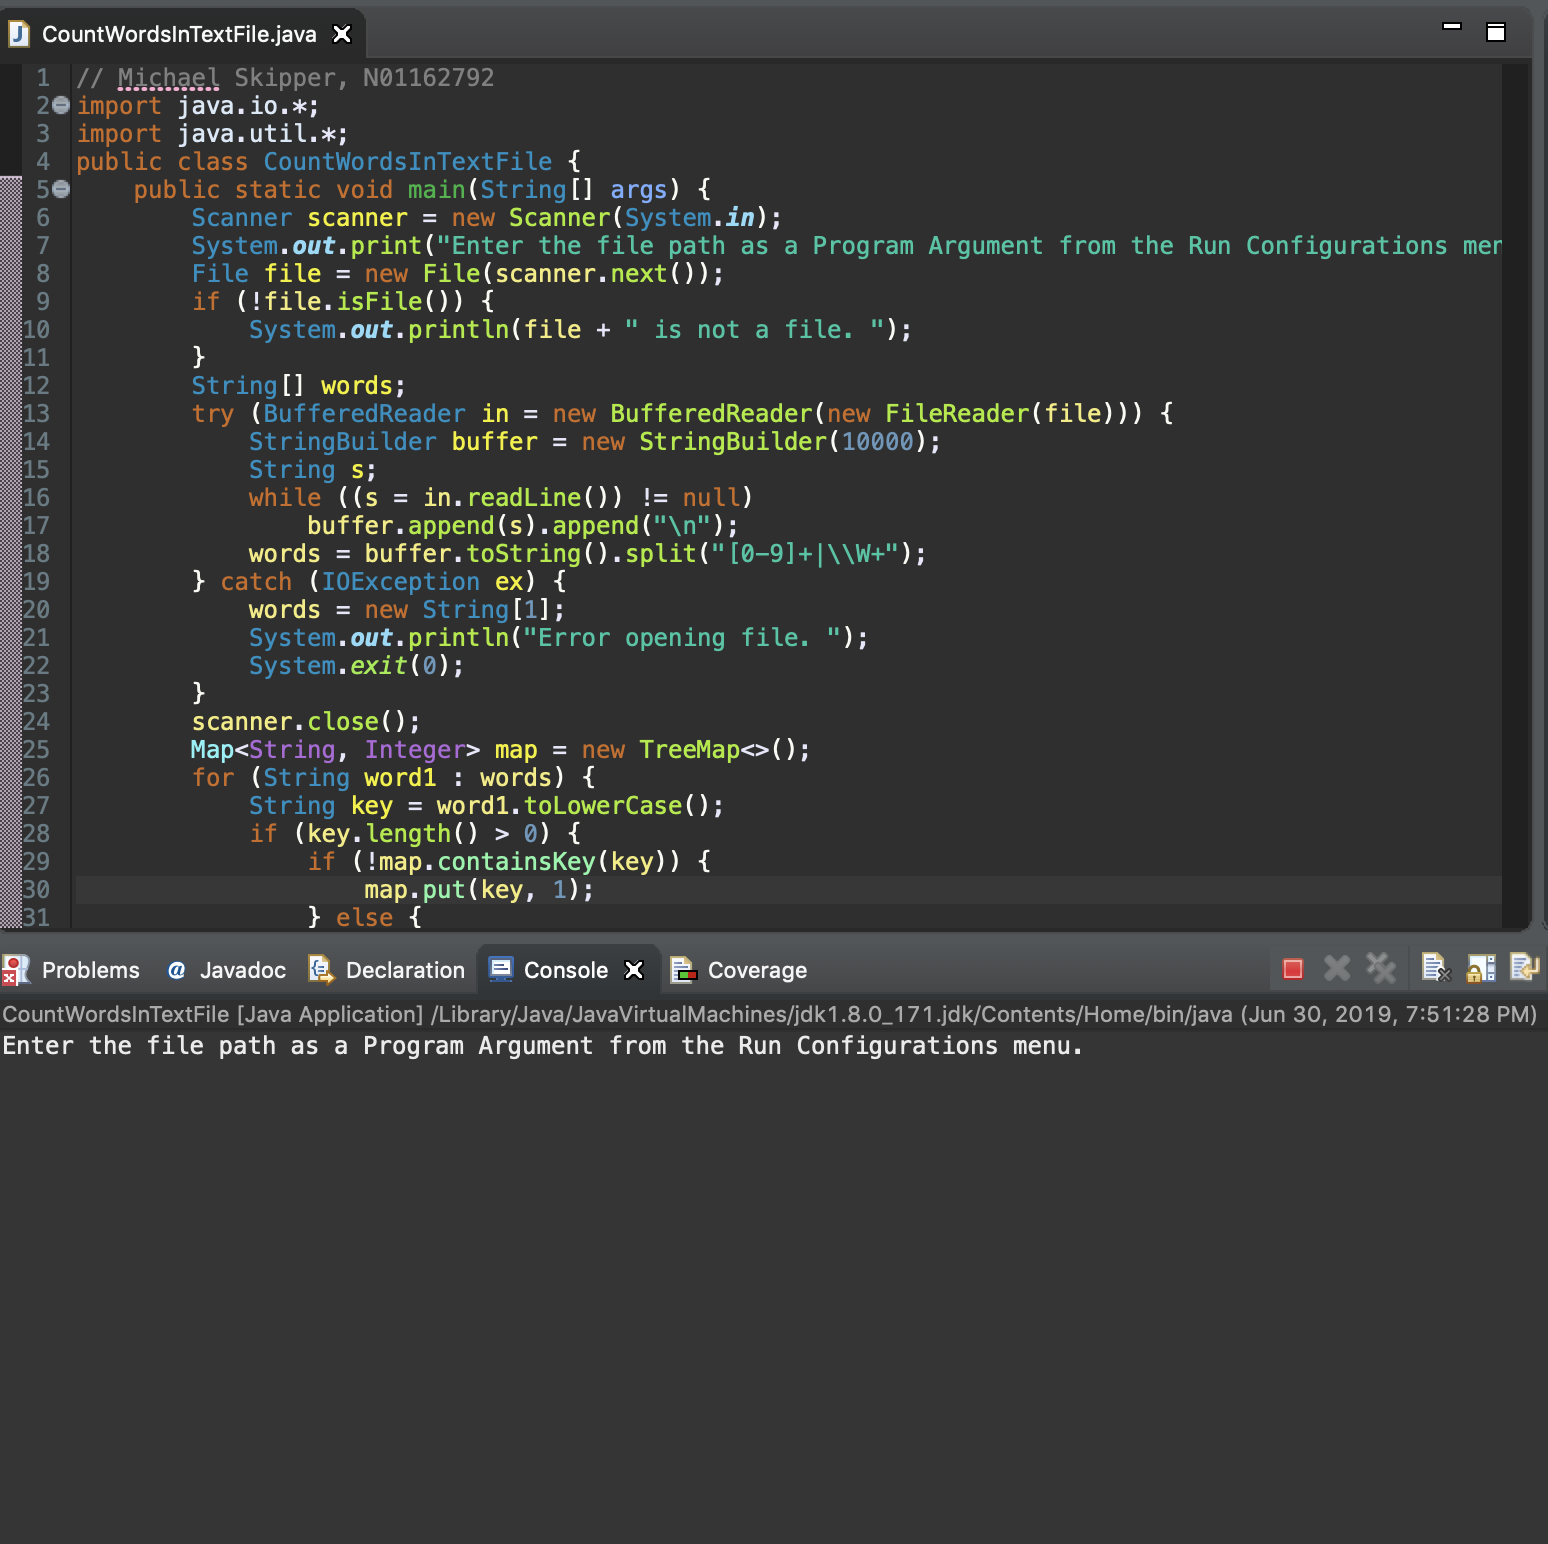 CountWordsInTextFile.java
1 // Michael Skipper, N01162792
2 import java.io.*;
3 import java.util.*;
4 public class CountWordsInTextFile {
5     public static void main(String[] args) {
6         Scanner scanner = new Scanner(System.in);
7         System.out.print("Enter the file path as a Program Argument from the Run Configurations men
8         File file = new File(scanner.next());
9         if (!file.isFile()) {
10             System.out.println(file + " is not a file. ");
11         }
12         String[] words;
13         try (BufferedReader in = new BufferedReader(new FileReader(file))) {
14             StringBuilder buffer = new StringBuilder(10000);
15             String s;
16             while ((s = in.readLine()) != null)
17                 buffer.append(s).append("\n");
18             words = buffer.toString().split("[0-9]+|\\W+");
19         } catch (IOException ex) {
20             words = new String[1];
21             System.out.println("Error opening file. ");
22             System.exit(0);
23         }
24         scanner.close();
25         Map<String, Integer> map = new TreeMap<>();
26         for (String word1 : words) {
27             String key = word1.toLowerCase();
28             if (key.length() > 0) {
29                 if (!map.containsKey(key)) {
30                     map.put(key, 1);
31                 } else {
Problems @ Javadoc Declaration Console Coverage
CountWordsInTextFile [Java Application] /Library/Java/JavaVirtualMachines/jdk1.8.0_171.jdk/Contents/Home/bin/java (Jun 30, 2019, 7:51:28 PM)
Enter the file path as a Program Argument from the Run Configurations menu.